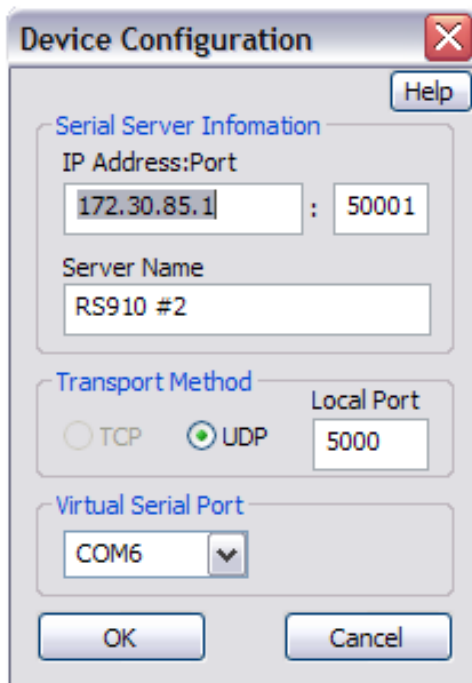 Device Configuration
Help
Serial Server Infomation
IP Address:Port
172.30.85.1 : 50001
Server Name
RS910 #2
Transport Method
Local Port
TCP UDP 5000
Virtual Serial Port
COM6
OK Cancel